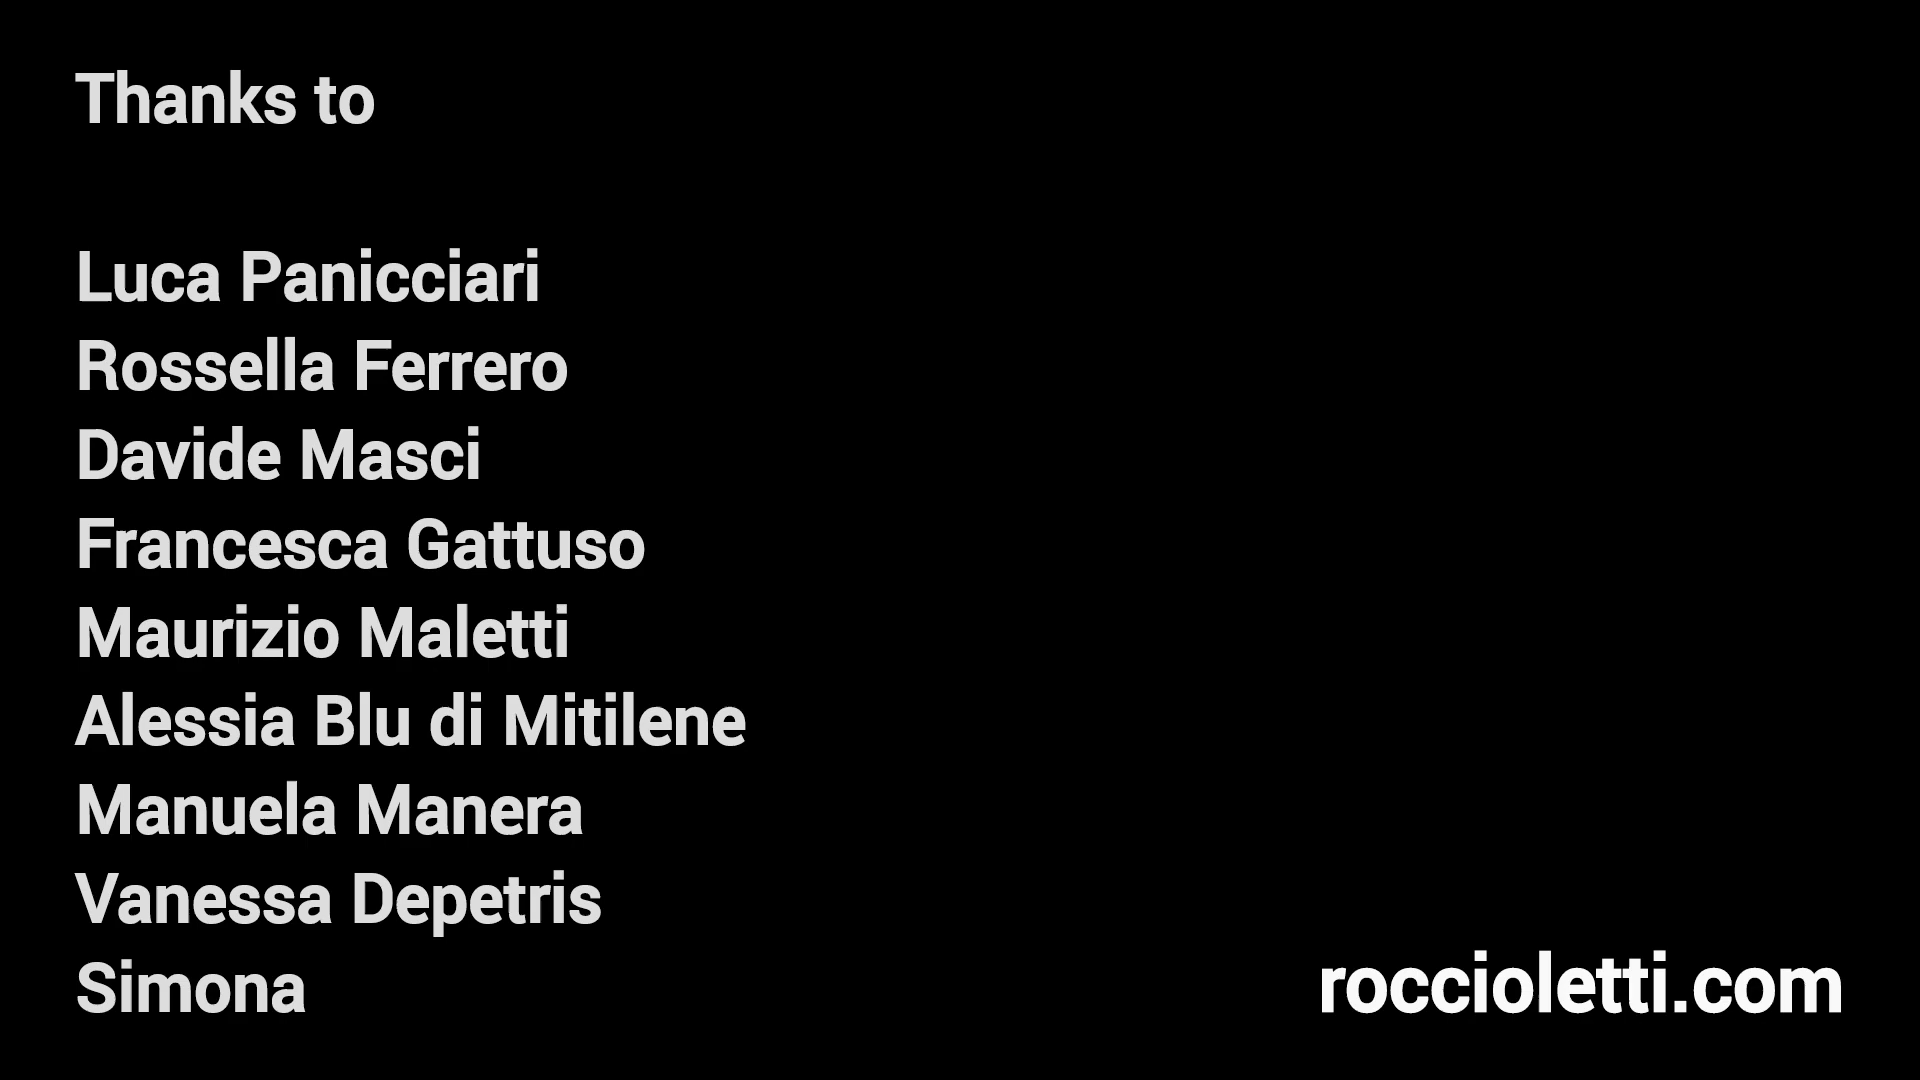 Thanks to
Luca Panicciari
Rossella Ferrero
Davide Masci
Francesca Gattuso
Maurizio Maletti
Alessia Blu di Mitilene
Manuela Manera
Vanessa Depetris
Simona
roccioletti.com